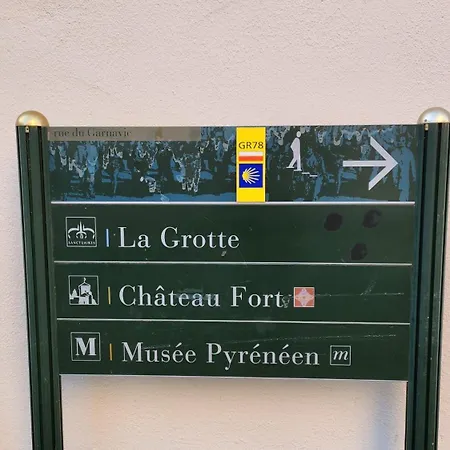 rue du Garnavie
GR78
SANCTUAIRES
La Grotte
Château Fort
M Musée Pyrénéen m